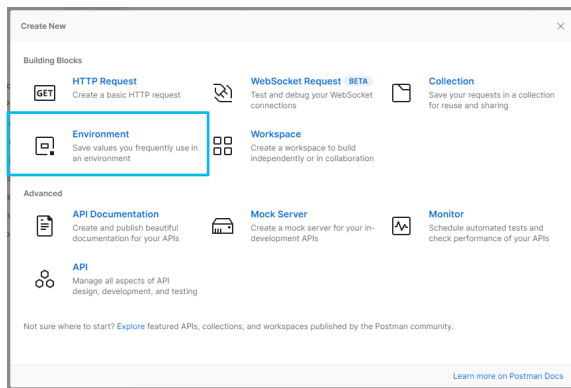 Create New
Building Blocks
GET
HTTP Request
Create a basic HTTP request
WebSocket Request BETA
Test and debug your WebSocket
connections
Collection
Save your requests in a collection
for reuse and sharing
Environment
Save values you frequently use in
an environment
Workspace
Create a workspace to build
independently or in collaboration
Advanced
API Documentation
Create and publish beautiful
documentation for your APIs
Mock Server
Create a mock server for your in-
development APIs
Monitor
Schedule automated tests and
check performance of your APIs
API
Manage all aspects of API
design, development, and testing
Not sure where to start? Explore featured APIs, collections, and workspaces published by the Postman community.
Learn more on Postman Docs